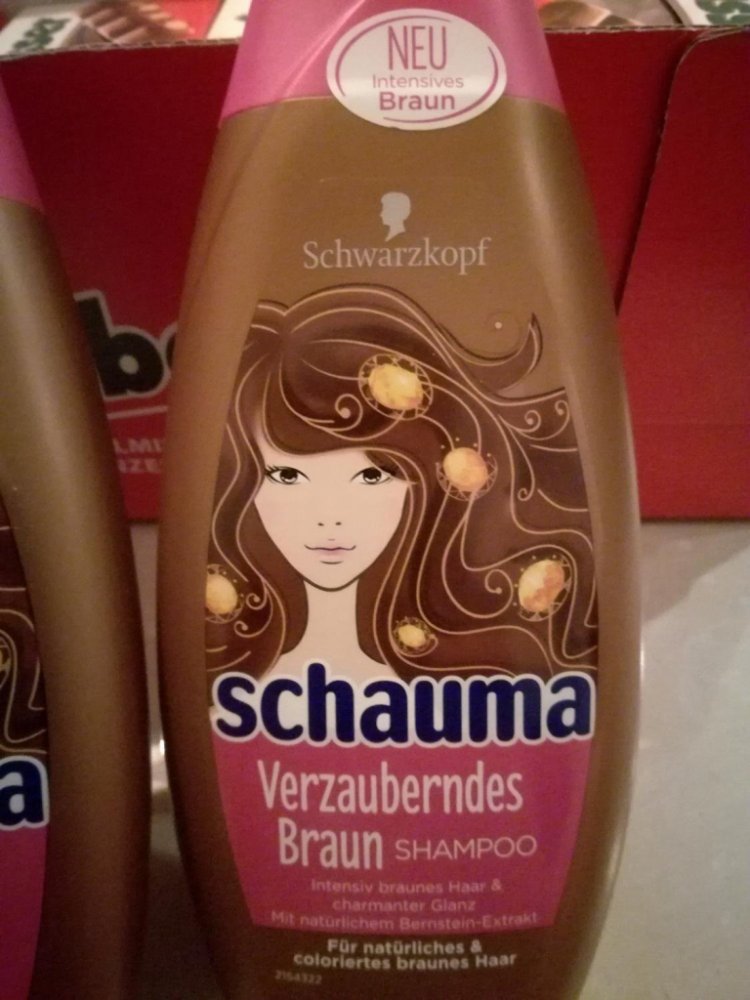 NEU
Intensives
Braun
Schwarzkopf
schauma
Verzauberndes
Braun SHAMPOO
Intensiv braunes Haar &
charmanter Glanz
Mit natürlichem Bernstein-Extrakt
Für natürliches &
coloriertes braunes Haar
2154322
a